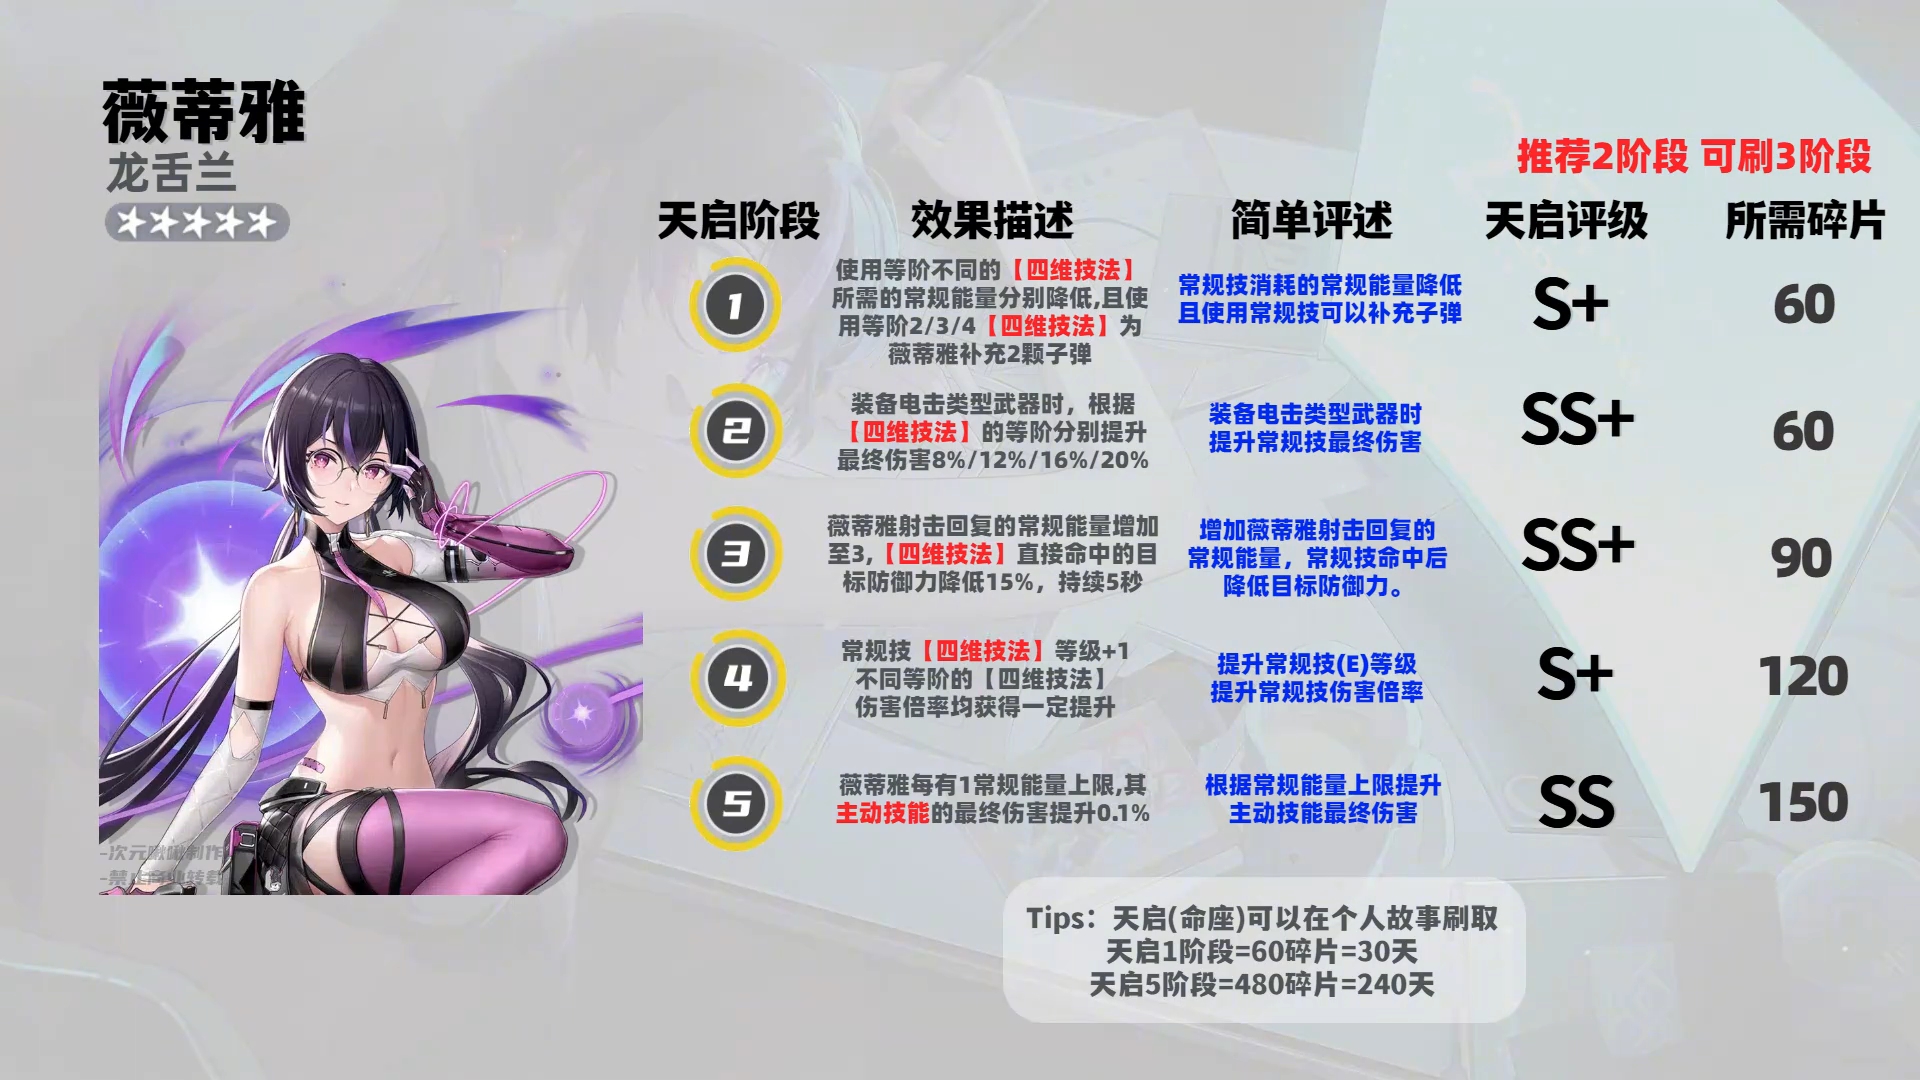 薇蒂雅
龙舌兰
推荐2阶段 可刷3阶段
天启阶段 效果描述 简单评述 天启评级 所需碎片
1
使用等阶不同的【四维技法】
所需的常规能量分别降低,且使
用等阶2/3/4【四维技法】为
薇蒂雅补充2颗子弹
常规技消耗的常规能量降低
且使用常规技可以补充子弹
S+
60
2
装备电击类型武器时，根据
【四维技法】的等阶分别提升
最终伤害8%/12%/16%/20%
装备电击类型武器时
提升常规技最终伤害
SS+
60
3
薇蒂雅射击回复的常规能量增加
至3,【四维技法】直接命中的目
标防御力降低15%，持续5秒
增加薇蒂雅射击回复的
常规能量，常规技命中后
降低目标防御力。
SS+
90
4
常规技【四维技法】等级+1
不同等阶的【四维技法】
伤害倍率均获得一定提升
提升常规技(E)等级
提升常规技伤害倍率
S+
120
5
薇蒂雅每有1常规能量上限,其
主动技能的最终伤害提升0.1%
根据常规能量上限提升
主动技能最终伤害
SS
150
-次元啾啾制作
-禁止商业转载
Tips：天启(命座)可以在个人故事刷取
天启1阶段=60碎片=30天
天启5阶段=480碎片=240天